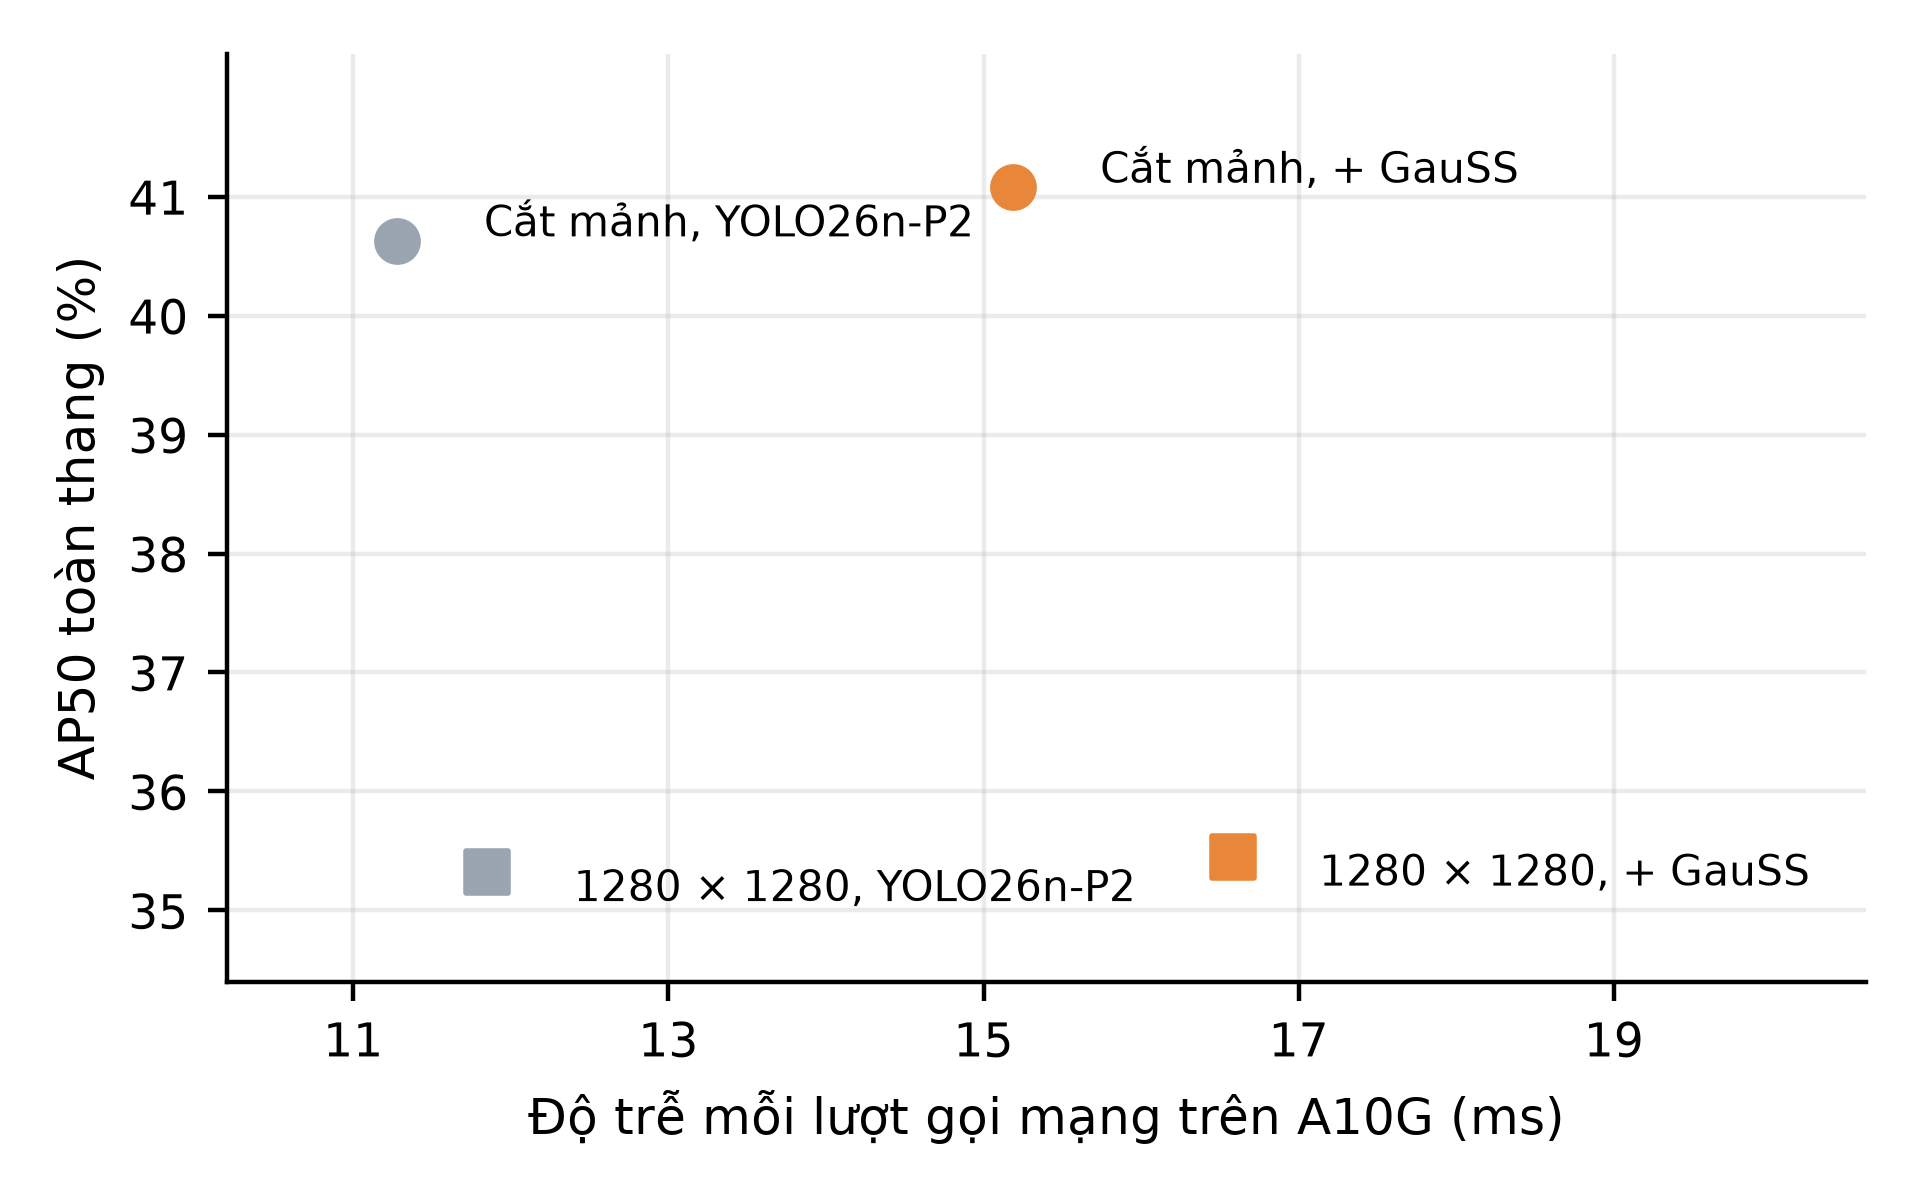 AP50 toàn thang (%)
41
40
39
38
37
36
35
Cắt mảnh, + GauSS
Cắt mảnh, YOLO26n-P2
1280 × 1280, + GauSS
1280 × 1280, YOLO26n-P2
11 13 15 17 19
Độ trễ mỗi lượt gọi mạng trên A10G (ms)